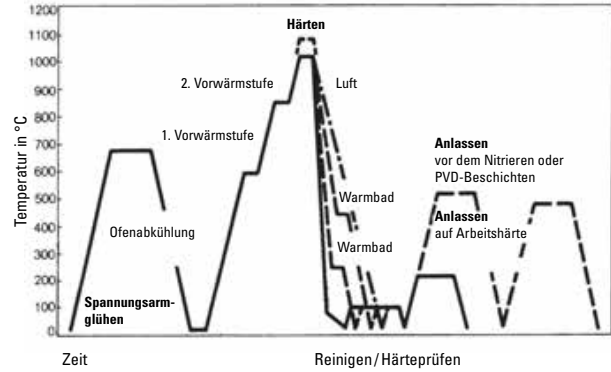 Temperatur in °C
1200
1100
1000
900
800
700
600
500
400
300
200
100
0
Härten
2. Vorwärmstufe
Luft
1. Vorwärmstufe
Anlassen
vor dem Nitrieren oder
PVD-Beschichten
Warmbad
Anlassen
auf Arbeitshärte
Ofenabkühlung
Warmbad
Spannungsarm-
glühen
Zeit
Reinigen/Härteprüfen